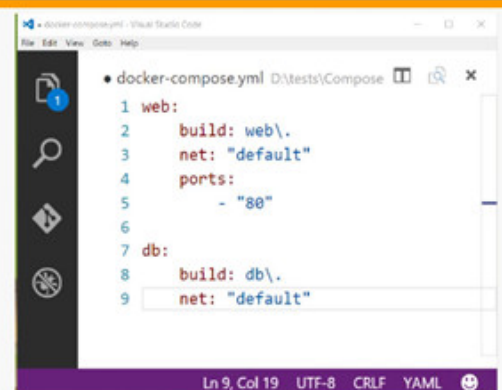 • docker-compose.yml - Visual Studio Code
File Edit View Goto Help
1
• docker-compose.yml D:\tests\Compose
1 web:
2 build: web\.
3 net: "default"
4 ports:
5 - "80"
6
7 db:
8 build: db\.
9 net: "default"
Ln 9, Col 19 UTF-8 CRLF YAML